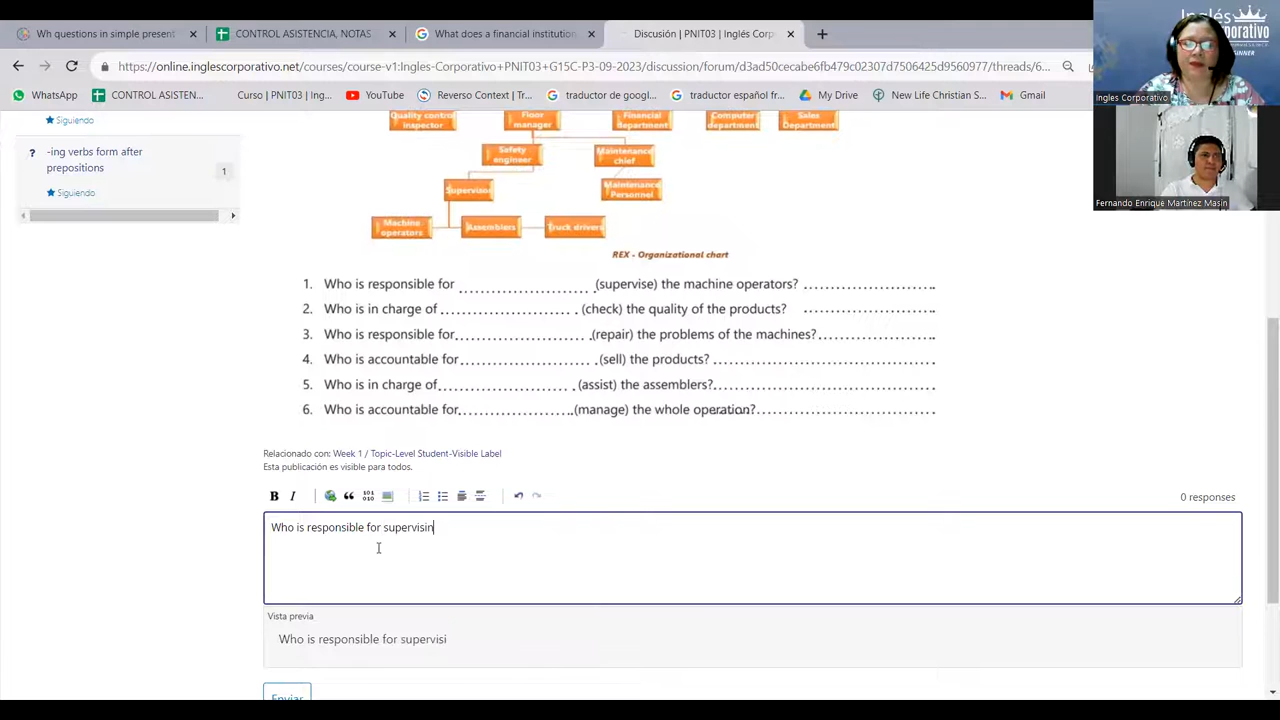 Wh questions in simple present
CONTROL ASISTENCIA, NOTAS
What does a financial institution
Discusión | PNIT03 | Inglés Corp
https://online.inglescorporativo.net/courses/course-v1:Ingles-Corporativo+PNIT03+G15C-P3-09-2023/discussion/forum/d3ad50cecabe6fb479c02307d7506425d9560977/threads/6...
WhatsApp
CONTROL ASISTEN...
Curso | PNIT03 | Ing...
YouTube
Reverso Context | Tr...
traductor de googl...
traductor español fr...
My Drive
New Life Christian S...
Gmail
Inglés
Corporativo
Ingles Corporativo
Fernando Enrique Martínez Masin
Siguiendo
-ing verbs form after
prepositions
1
Siguiendo
Quality control
inspector
Floor
manager
Financial
department
Computer
department
Sales
Department
Safety
engineer
Maintenance
chief
Supervisor
Maintenance
Personnel
Machine
operators
Assemblers
Truck drivers
REX - Organizational chart
1. Who is responsible for .................... (supervise) the machine operators? ........................
2. Who is in charge of ........................ (check) the quality of the products? ........................
3. Who is responsible for........................ (repair) the problems of the machines?........................
4. Who is accountable for........................ (sell) the products? ........................
5. Who is in charge of........................ (assist) the assemblers?........................
6. Who is accountable for........................(manage) the whole operation?........................
Relacionado con: Week 1 / Topic-Level Student-Visible Label
Esta publicación es visible para todos.
B I
0 responses
Who is responsible for supervisin
Vista previa
Who is responsible for supervisi
Enviar